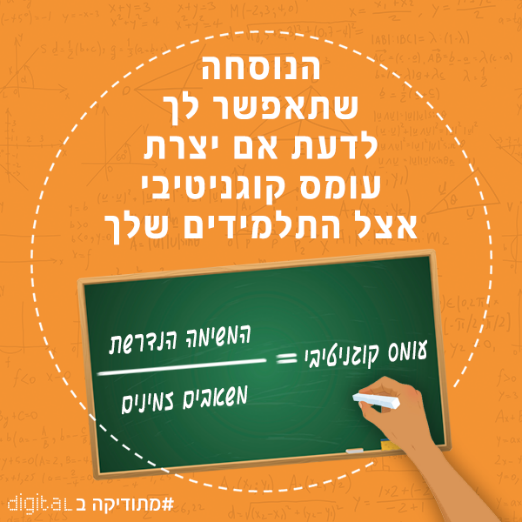 הנוסחה
שתאפשר לך
לדעת אם יצרת
עומס קוגניטיבי
אצל התלמידים שלך
עומס קוגניטיבי = המשימה הנדרשת
משאבים זמינים
#מתודיקה ב digital